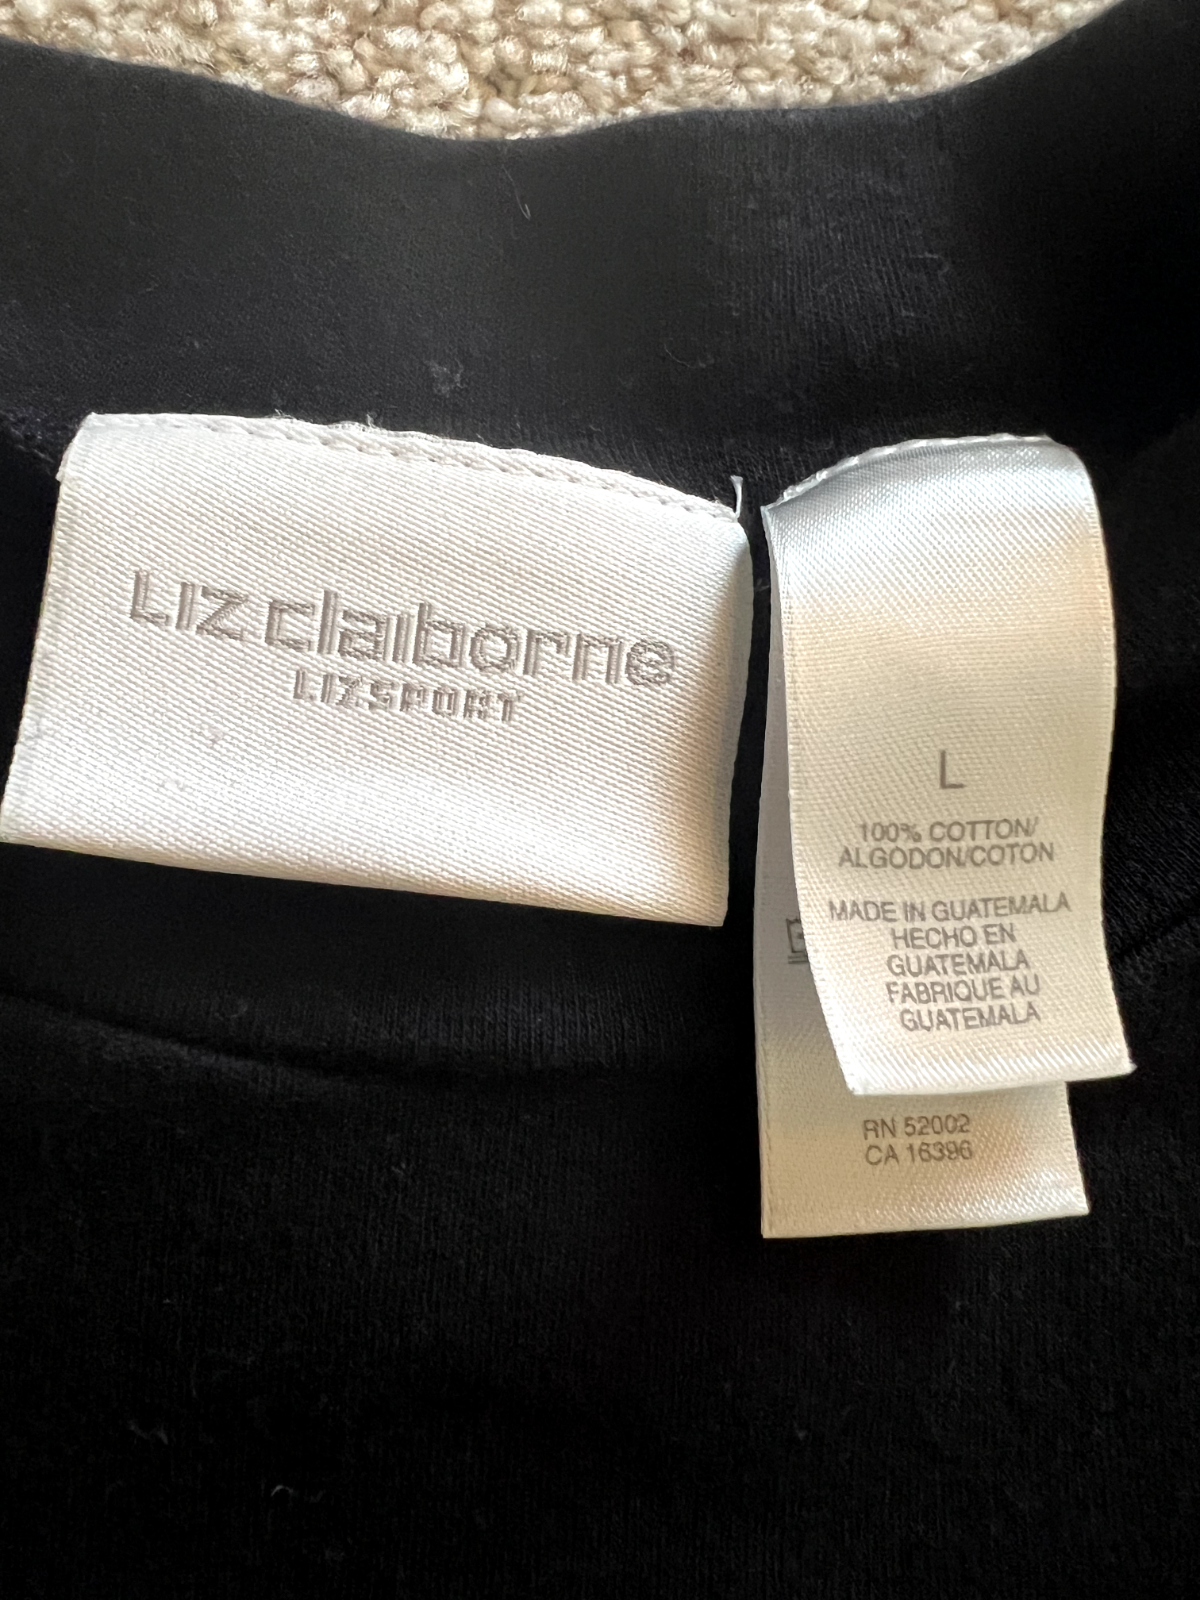 Liz claiborne
LIZSPORT
L
100% COTTON/
ALGODON/COTON
MADE IN GUATEMALA
HECHO EN
GUATEMALA
FABRIQUE AU
GUATEMALA
RN 52002
CA 16396